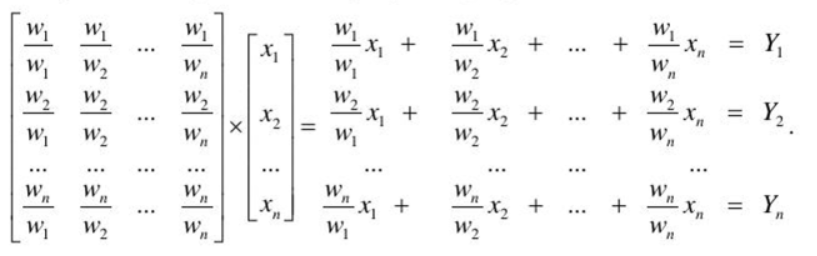 [ w₁/w₁ w₁/w₂ ... w₁/wₙ ] [ x₁ ] w₁/w₁ x₁ + w₁/w₂ x₂ + ... + w₁/wₙ xₙ = Y₁
[ w₂/w₁ w₂/w₂ ... w₂/wₙ ] × [ x₂ ] = w₂/w₁ x₁ + w₂/w₂ x₂ + ... + w₂/wₙ xₙ = Y₂ .
[ ... ... ... ... ] [ ... ] ... ... ... ...
[ wₙ/w₁ wₙ/w₂ ... wₙ/wₙ ] [ xₙ ] wₙ/w₁ x₁ + wₙ/w₂ x₂ + ... + wₙ/wₙ xₙ = Yₙ